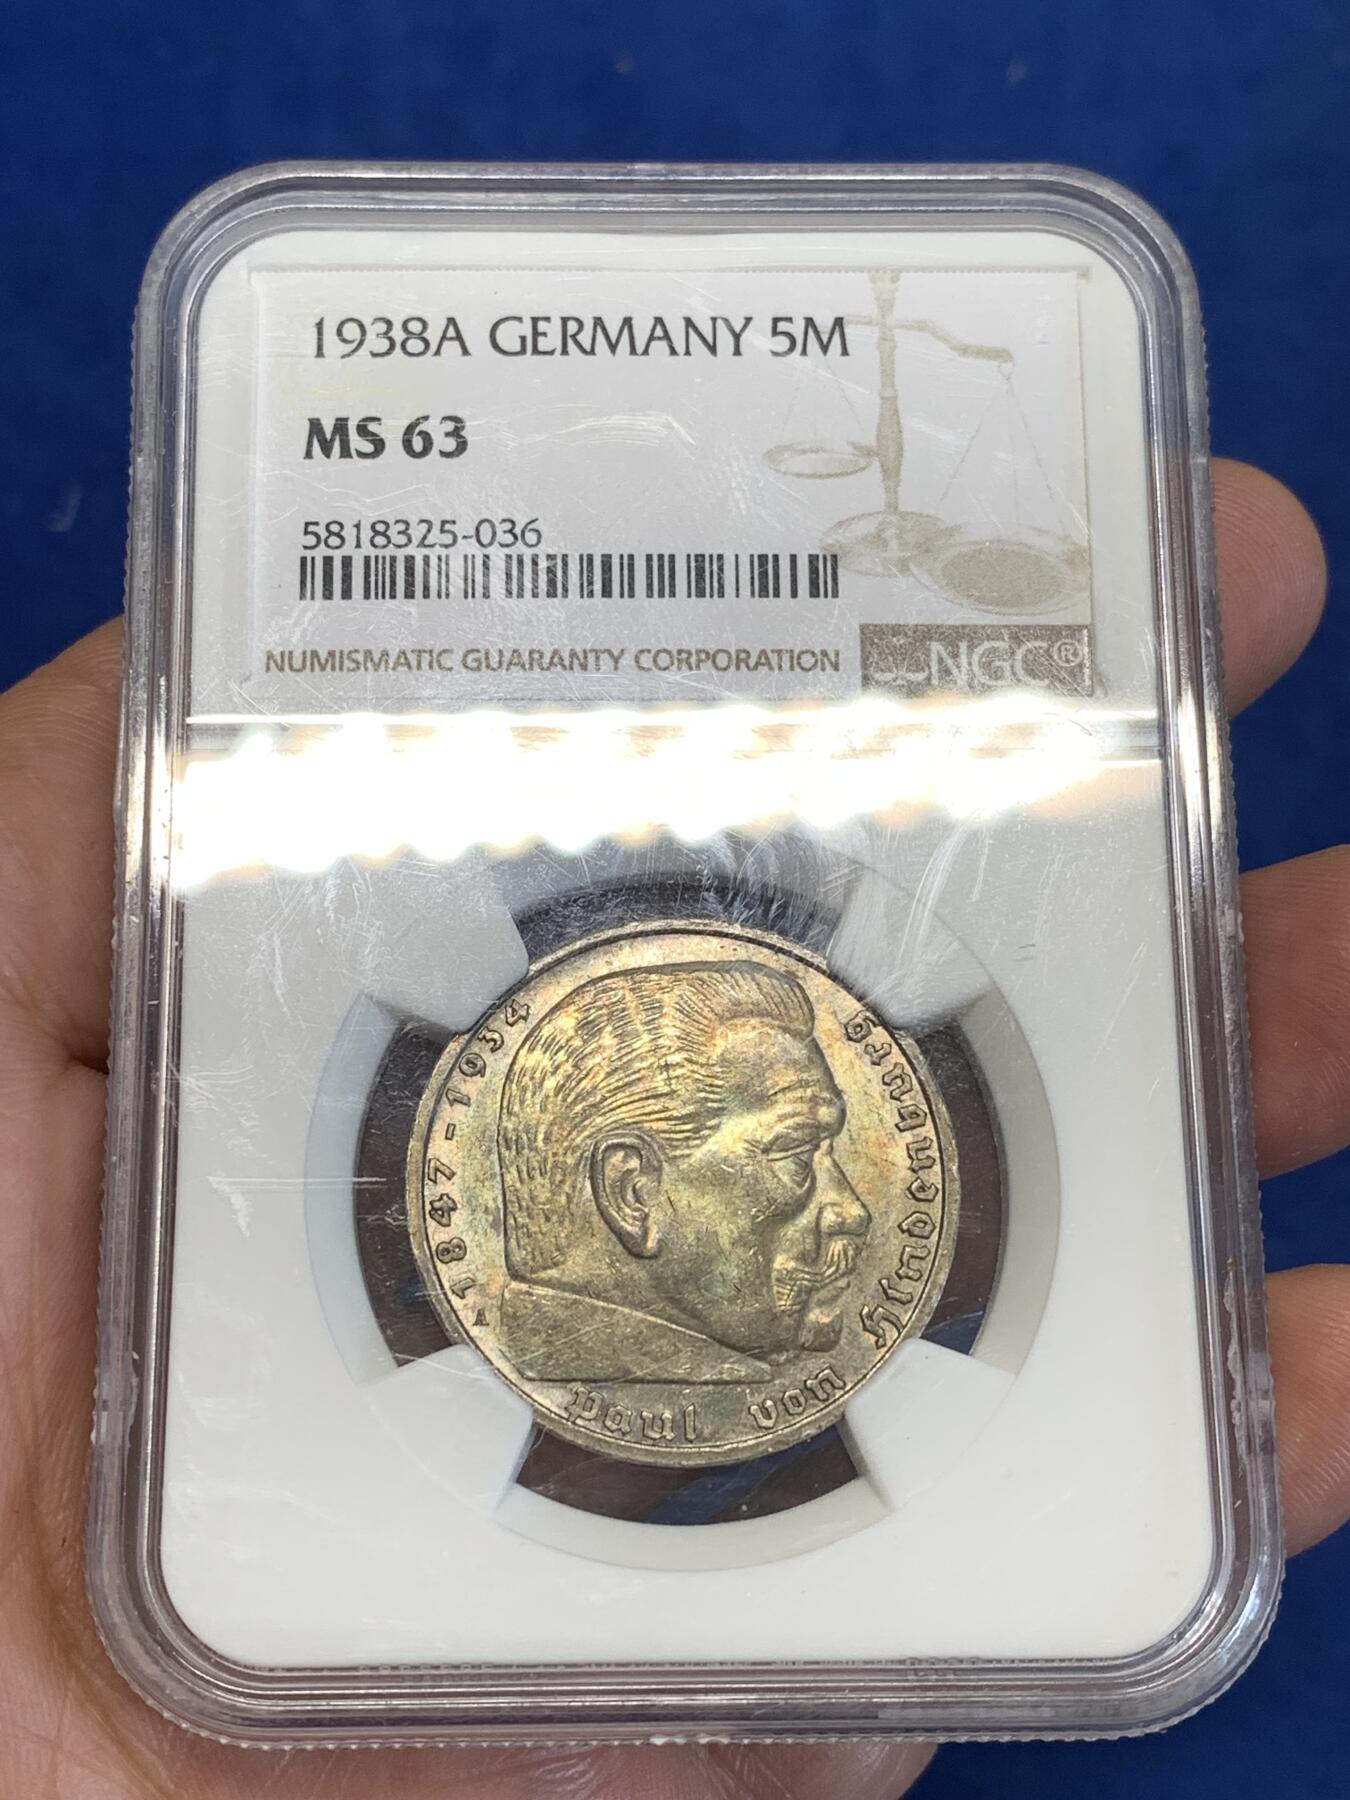 1938A GERMANY 5M
MS 63
5818325-036
NUMISMATIC GUARANTY CORPORATION
NGC®
1847-1934
Paul von Hindenburg
A